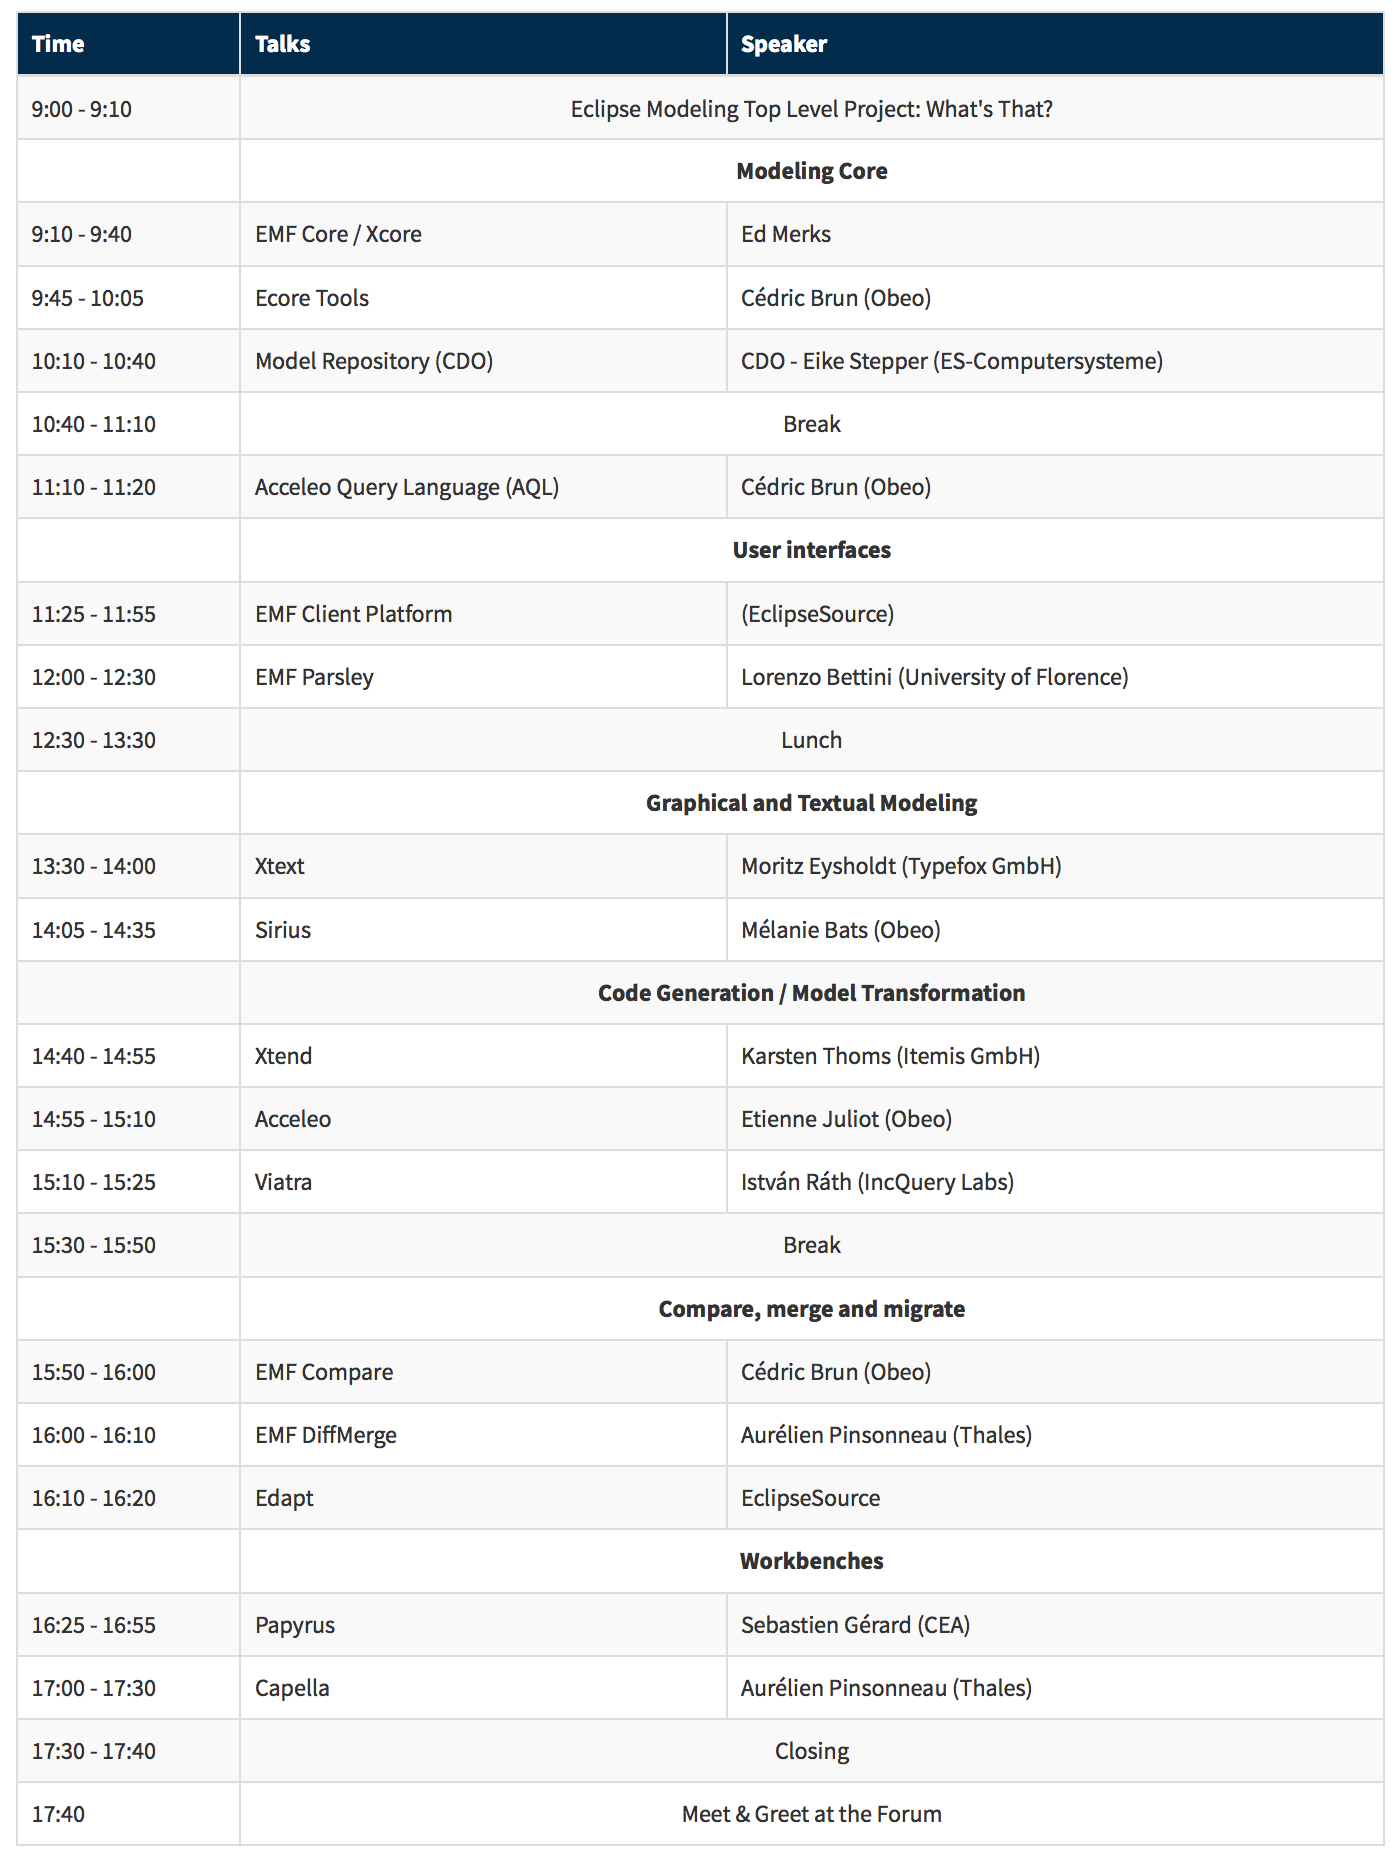 Time Talks Speaker
9:00 - 9:10 Eclipse Modeling Top Level Project: What's That?
Modeling Core
9:10 - 9:40 EMF Core / Xcore Ed Merks
9:45 - 10:05 Ecore Tools Cédric Brun (Obeo)
10:10 - 10:40 Model Repository (CDO) CDO - Eike Stepper (ES-Computersysteme)
10:40 - 11:10 Break
11:10 - 11:20 Acceleo Query Language (AQL) Cédric Brun (Obeo)
User interfaces
11:25 - 11:55 EMF Client Platform (EclipseSource)
12:00 - 12:30 EMF Parsley Lorenzo Bettini (University of Florence)
12:30 - 13:30 Lunch
Graphical and Textual Modeling
13:30 - 14:00 Xtext Moritz Eysholdt (Typefox GmbH)
14:05 - 14:35 Sirius Mélanie Bats (Obeo)
Code Generation / Model Transformation
14:40 - 14:55 Xtend Karsten Thoms (Itemis GmbH)
14:55 - 15:10 Acceleo Etienne Juliot (Obeo)
15:10 - 15:25 Viatra István Ráth (IncQuery Labs)
15:30 - 15:50 Break
Compare, merge and migrate
15:50 - 16:00 EMF Compare Cédric Brun (Obeo)
16:00 - 16:10 EMF DiffMerge Aurélien Pinsonneau (Thales)
16:10 - 16:20 Edapt EclipseSource
Workbenches
16:25 - 16:55 Papyrus Sebastien Gérard (CEA)
17:00 - 17:30 Capella Aurélien Pinsonneau (Thales)
17:30 - 17:40 Closing
17:40 Meet & Greet at the Forum